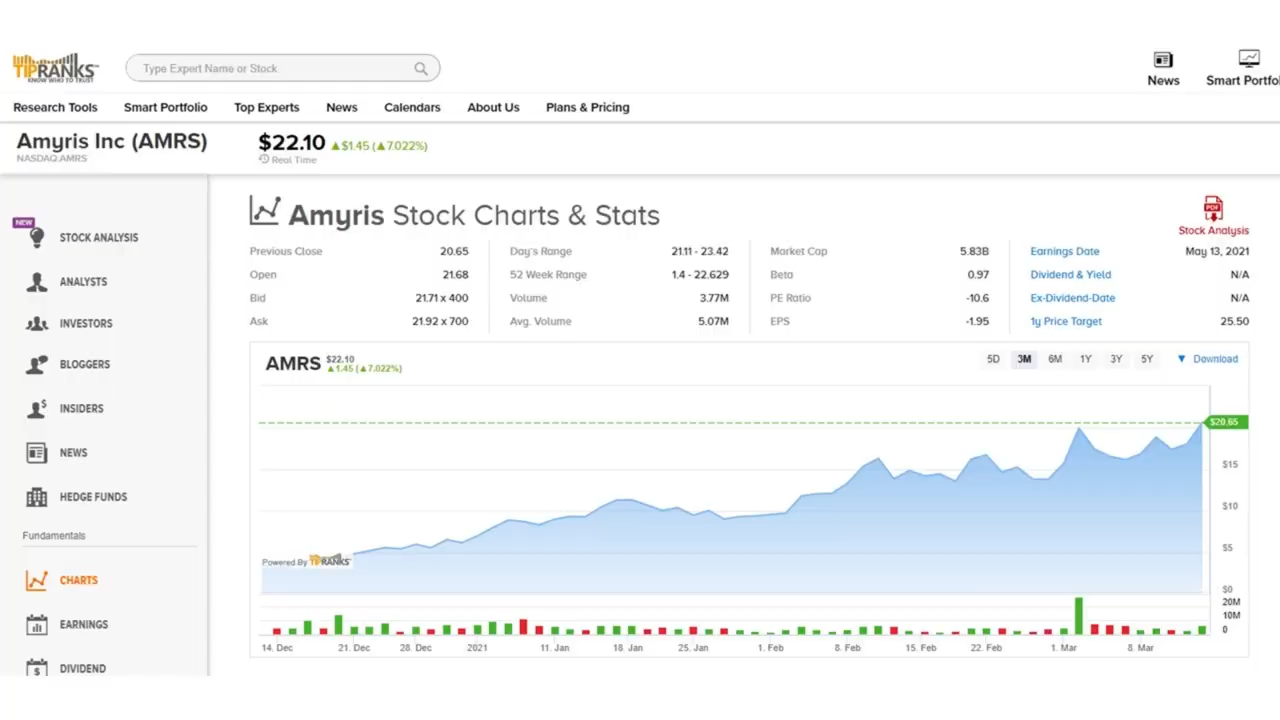 TIPRANKS
KNOW WHO TO TRUST
Type Expert Name or Stock
News
Smart Portfol
Research Tools Smart Portfolio Top Experts News Calendars About Us Plans & Pricing
Amyris Inc (AMRS) $22.10 ▲$1.45 (▲7.022%)
NASDAQ:AMRS Real Time
NEW
STOCK ANALYSIS
ANALYSTS
INVESTORS
BLOGGERS
INSIDERS
NEWS
HEDGE FUNDS
Fundamentals
CHARTS
EARNINGS
DIVIDEND
Amyris Stock Charts & Stats
PDF
Stock Analysis
Previous Close 20.65 Day's Range 21.11 - 23.42 Market Cap 5.83B Earnings Date May 13, 2021
Open 21.68 52 Week Range 1.4 - 22.629 Beta 0.97 Dividend & Yield N/A
Bid 21.71 x 400 Volume 3.77M PE Ratio -10.6 Ex-Dividend-Date N/A
Ask 21.92 x 700 Avg. Volume 5.07M EPS -1.95 1y Price Target 25.50
AMRS $22.10 ▲1.45 (▲7.022%)
5D 3M 6M 1Y 3Y 5Y ▼ Download
$20.65
$15
$10
$5
$0
Powered By TIPRANKS
20M
10M
0
14. Dec 21. Dec 28. Dec 2021 11. Jan 18. Jan 25. Jan 1. Feb 8. Feb 15. Feb 22. Feb 1. Mar 8. Mar